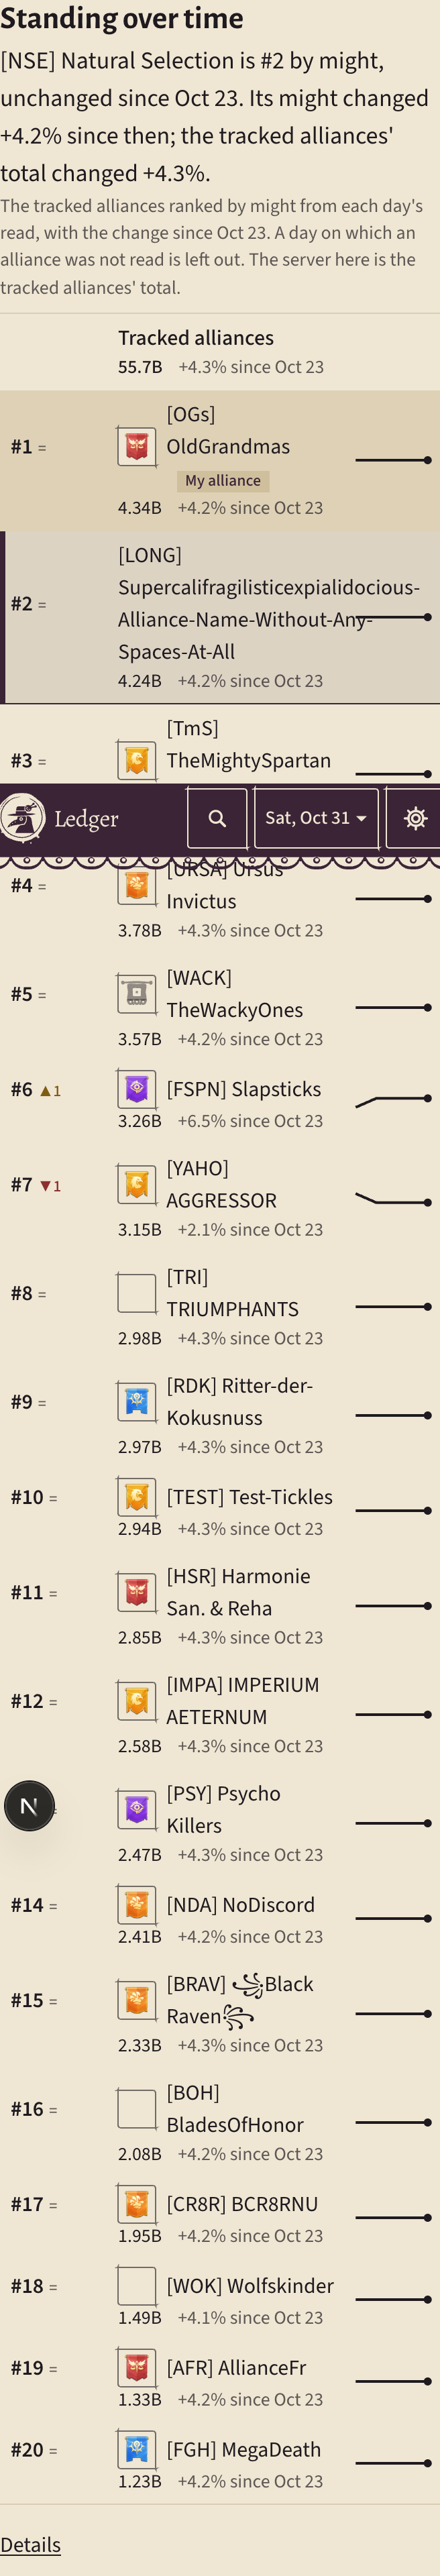 Standing over time
[NSE] Natural Selection is #2 by might,
unchanged since Oct 23. Its might changed
+4.2% since then; the tracked alliances'
total changed +4.3%.
The tracked alliances ranked by might from each day's
read, with the change since Oct 23. A day on which an
alliance was not read is left out. The server here is the
tracked alliances' total.
Tracked alliances
55.7B +4.3% since Oct 23
[OGs]
#1 = OldGrandmas
My alliance
4.34B +4.2% since Oct 23
[LONG]
Supercalifragilisticexpialidocious-
#2 = Alliance-Name-Without-Any-
Spaces-At-All
4.24B +4.2% since Oct 23
[TmS]
#3 = TheMightySpartan
Ledger Sat, Oct 31
[URSA] Ursus
#4 = Invictus
3.78B +4.3% since Oct 23
[WACK]
#5 = TheWackyOnes
3.57B +4.2% since Oct 23
#6 ▲1 [FSPN] Slapsticks
3.26B +6.5% since Oct 23
[YAHO]
#7 ▼1 AGGRESSOR
3.15B +2.1% since Oct 23
[TRI]
#8 = TRIUMPHANTS
2.98B +4.3% since Oct 23
[RDK] Ritter-der-
#9 = Kokusnuss
2.97B +4.3% since Oct 23
#10 = [TEST] Test-Tickles
2.94B +4.3% since Oct 23
[HSR] Harmonie
#11 = San. & Reha
2.85B +4.3% since Oct 23
[IMPA] IMPERIUM
#12 = AETERNUM
2.58B +4.3% since Oct 23
[PSY] Psycho
N Killers
2.47B +4.3% since Oct 23
#14 = [NDA] NoDiscord
2.41B +4.2% since Oct 23
[BRAV] ꧁Black
#15 = Raven꧂
2.33B +4.3% since Oct 23
[BOH]
#16 = BladesOfHonor
2.08B +4.2% since Oct 23
#17 = [CR8R] BCR8RNU
1.95B +4.2% since Oct 23
#18 = [WOK] Wolfskinder
1.49B +4.1% since Oct 23
#19 = [AFR] AllianceFr
1.33B +4.2% since Oct 23
#20 = [FGH] MegaDeath
1.23B +4.2% since Oct 23
Details